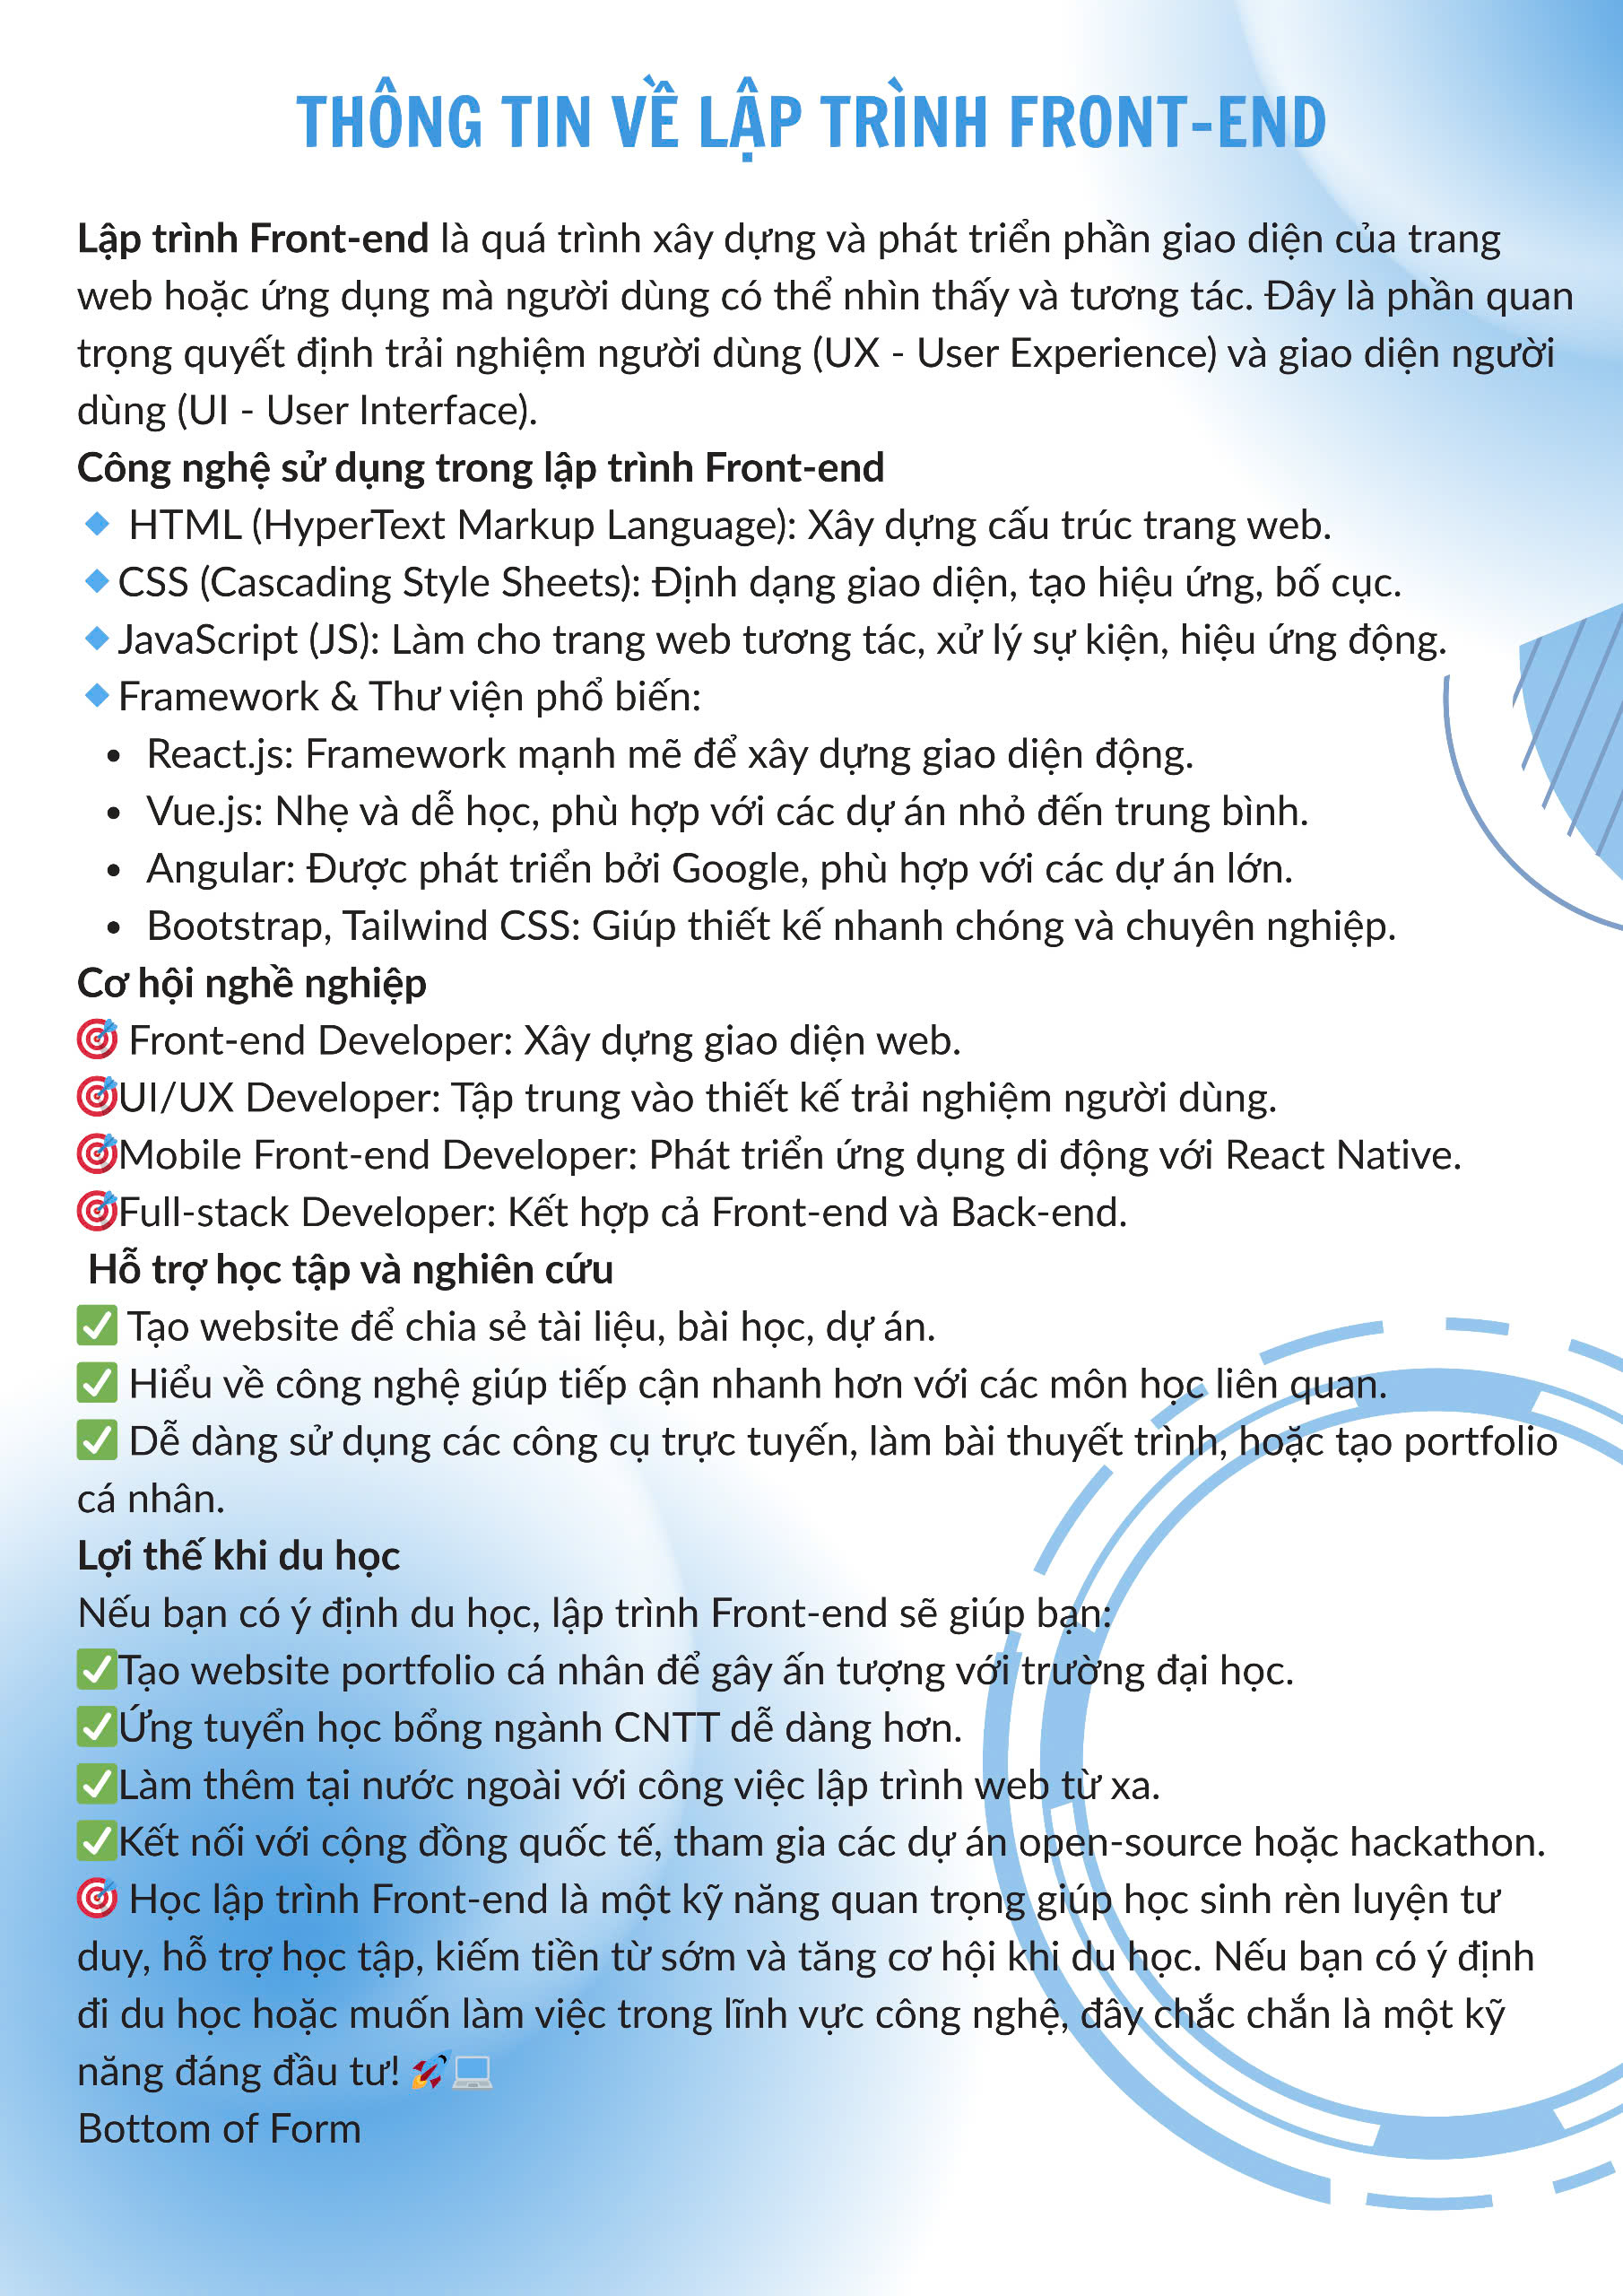 THÔNG TIN VỀ LẬP TRÌNH FRONT-END
Lập trình Front-end là quá trình xây dựng và phát triển phần giao diện của trang
web hoặc ứng dụng mà người dùng có thể nhìn thấy và tương tác. Đây là phần quan
trọng quyết định trải nghiệm người dùng (UX - User Experience) và giao diện người
dùng (UI - User Interface).
Công nghệ sử dụng trong lập trình Front-end
🔹 HTML (HyperText Markup Language): Xây dựng cấu trúc trang web.
🔹CSS (Cascading Style Sheets): Định dạng giao diện, tạo hiệu ứng, bố cục.
🔹JavaScript (JS): Làm cho trang web tương tác, xử lý sự kiện, hiệu ứng động.
🔹Framework & Thư viện phổ biến:
• React.js: Framework mạnh mẽ để xây dựng giao diện động.
• Vue.js: Nhẹ và dễ học, phù hợp với các dự án nhỏ đến trung bình.
• Angular: Được phát triển bởi Google, phù hợp với các dự án lớn.
• Bootstrap, Tailwind CSS: Giúp thiết kế nhanh chóng và chuyên nghiệp.
Cơ hội nghề nghiệp
🎯 Front-end Developer: Xây dựng giao diện web.
🎯UI/UX Developer: Tập trung vào thiết kế trải nghiệm người dùng.
🎯Mobile Front-end Developer: Phát triển ứng dụng di động với React Native.
🎯Full-stack Developer: Kết hợp cả Front-end và Back-end.
Hỗ trợ học tập và nghiên cứu
✅ Tạo website để chia sẻ tài liệu, bài học, dự án.
✅ Hiểu về công nghệ giúp tiếp cận nhanh hơn với các môn học liên quan.
✅ Dễ dàng sử dụng các công cụ trực tuyến, làm bài thuyết trình, hoặc tạo portfolio
cá nhân.
Lợi thế khi du học
Nếu bạn có ý định du học, lập trình Front-end sẽ giúp bạn:
✅Tạo website portfolio cá nhân để gây ấn tượng với trường đại học.
✅Ứng tuyển học bổng ngành CNTT dễ dàng hơn.
✅Làm thêm tại nước ngoài với công việc lập trình web từ xa.
✅Kết nối với cộng đồng quốc tế, tham gia các dự án open-source hoặc hackathon.
🎯 Học lập trình Front-end là một kỹ năng quan trọng giúp học sinh rèn luyện tư
duy, hỗ trợ học tập, kiếm tiền từ sớm và tăng cơ hội khi du học. Nếu bạn có ý định
đi du học hoặc muốn làm việc trong lĩnh vực công nghệ, đây chắc chắn là một kỹ
năng đáng đầu tư! 🚀💻
Bottom of Form